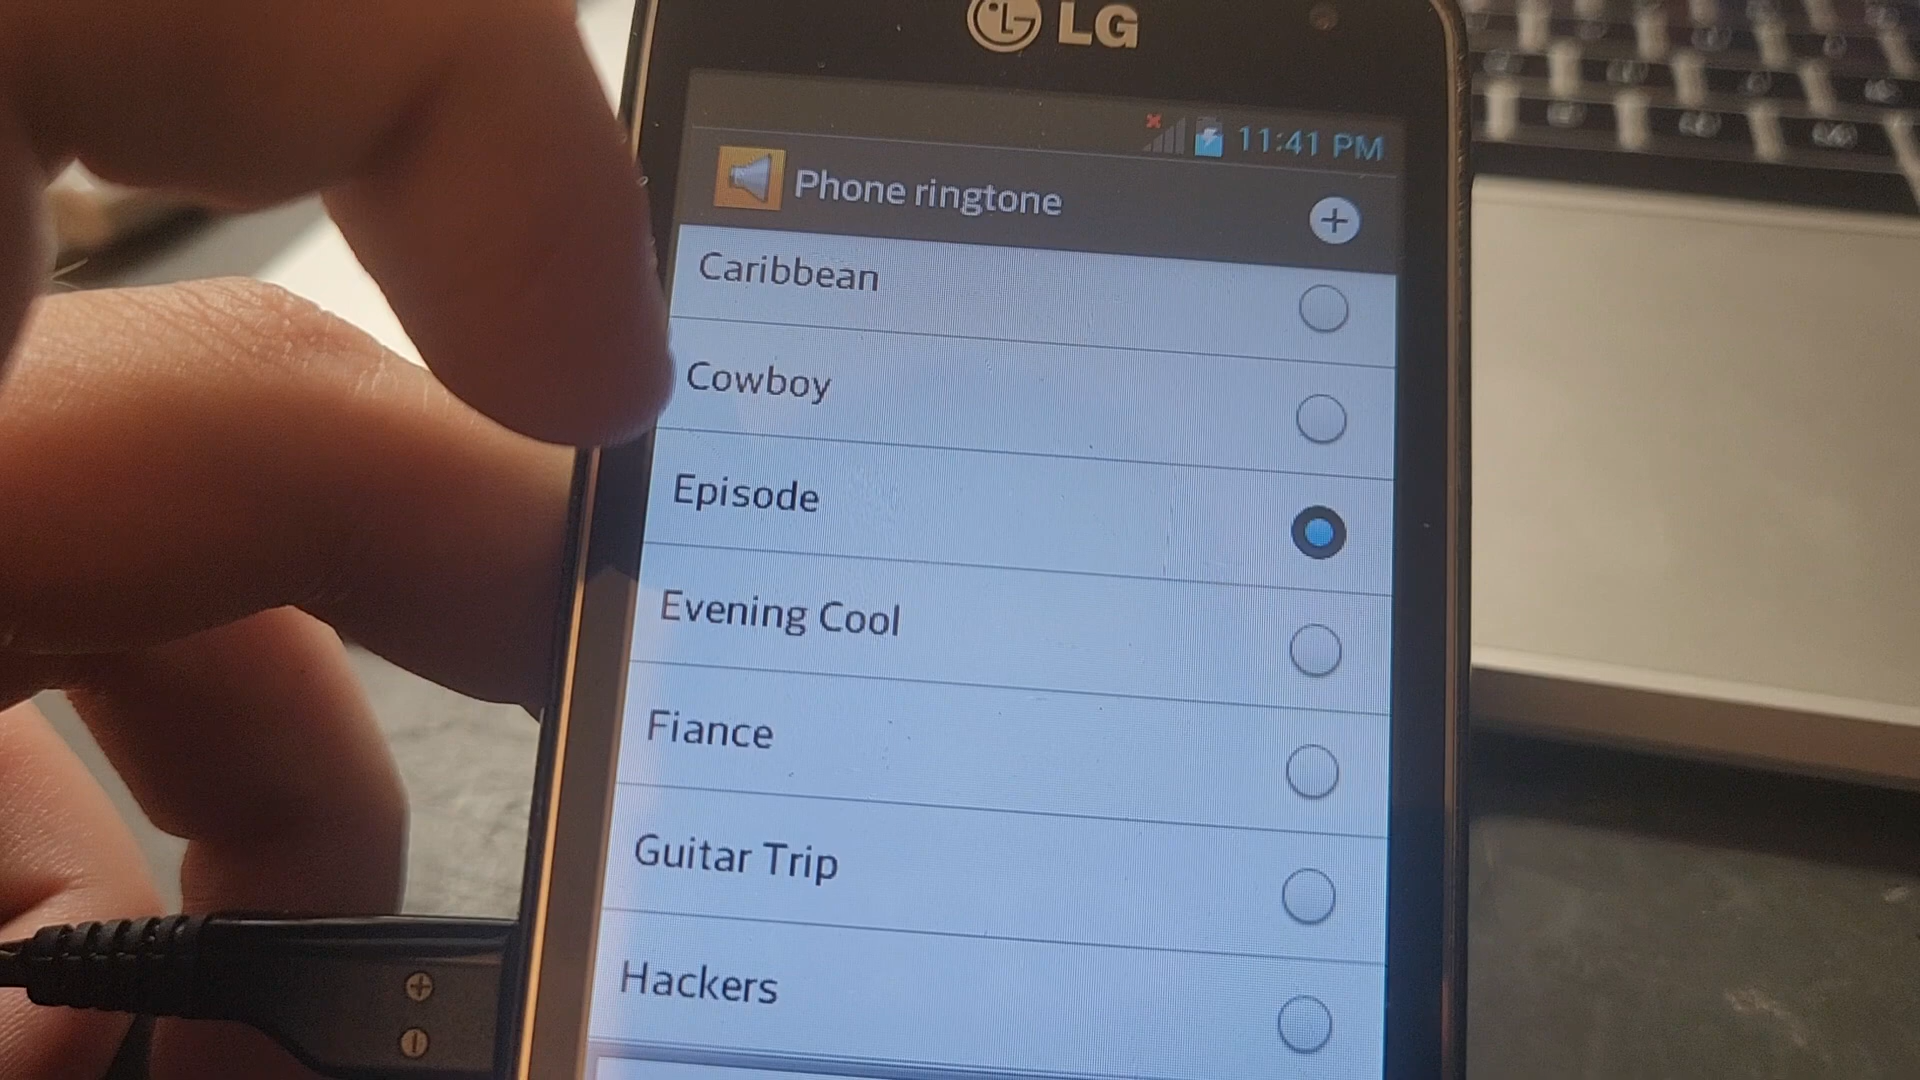 LG
11:41 PM
Phone ringtone
Caribbean
Cowboy
Episode
Evening Cool
Fiance
Guitar Trip
Hackers